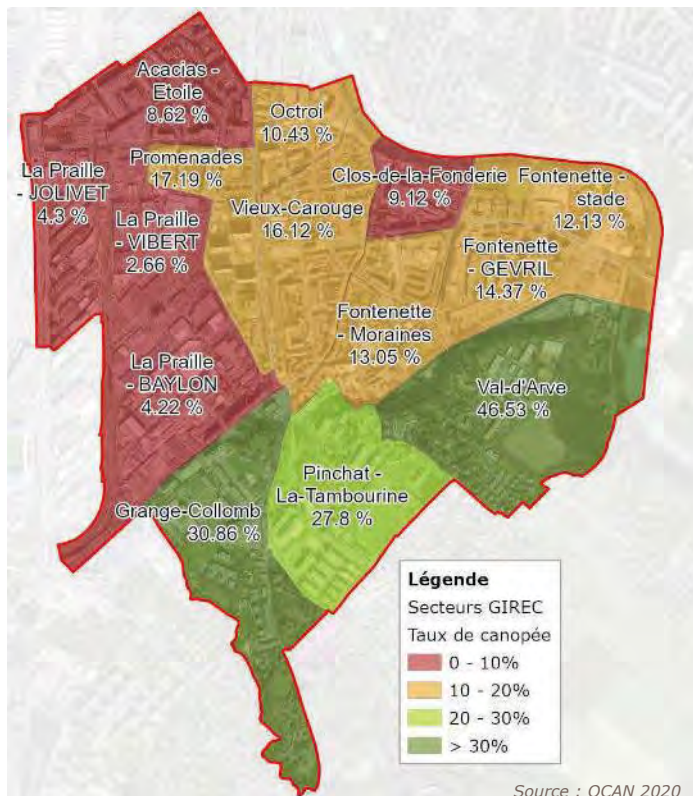 Acacias -
Etoile
8.62 %
Octroi
10.43 %
Promenades
17.19 %
La Praille
- JOLIVET
4.3 %
Clos-de-la-Fonderie
9.12 %
Fontenette -
stade
12.13 %
Vieux-Carouge
16.12 %
La Praille
- VIBERT
2.66 %
Fontenette
- GEVRIL
14.37 %
Fontenette
- Moraines
13.05 %
La Praille
- BAYLON
4.22 %
Val-d'Arve
46.53 %
Pinchat -
La-Tambourine
27.8 %
Grange-Collomb
30.86 %
Légende
Secteurs GIREC
Taux de canopée
0 - 10%
10 - 20%
20 - 30%
> 30%
Source : OCAN 2020